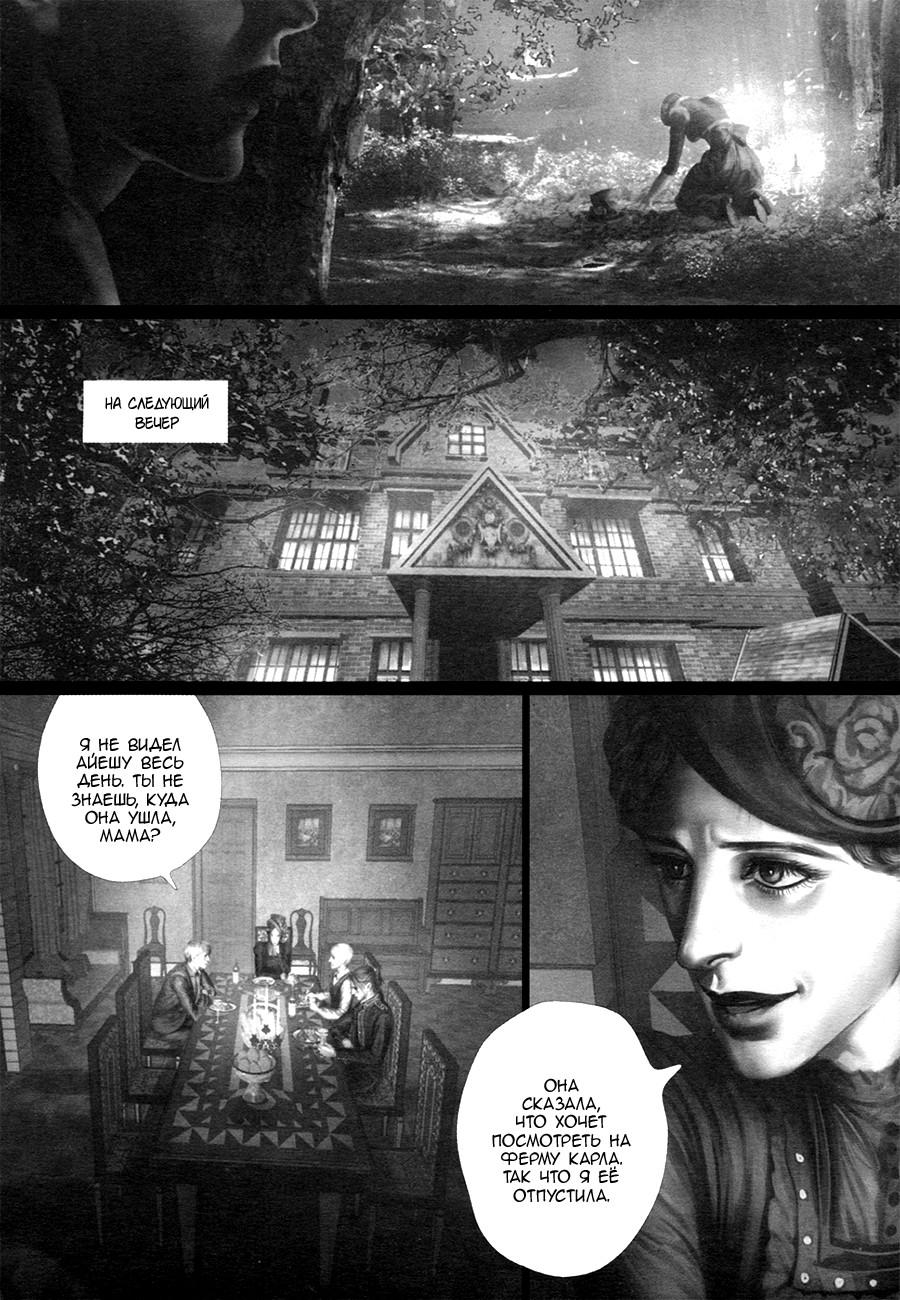 НА СЛЕДУЮЩИЙ
ВЕЧЕР
Я НЕ ВИДЕЛ
АЙЕШУ ВЕСЬ
ДЕНЬ. ТЫ НЕ
ЗНАЕШЬ, КУДА
ОНА УШЛА,
МАМА?
ОНА
СКАЗАЛА,
ЧТО ХОЧЕТ
ПОСМОТРЕТЬ НА
ФЕРМУ КАРЛА.
ТАК ЧТО Я ЕЁ
ОТПУСТИЛА.